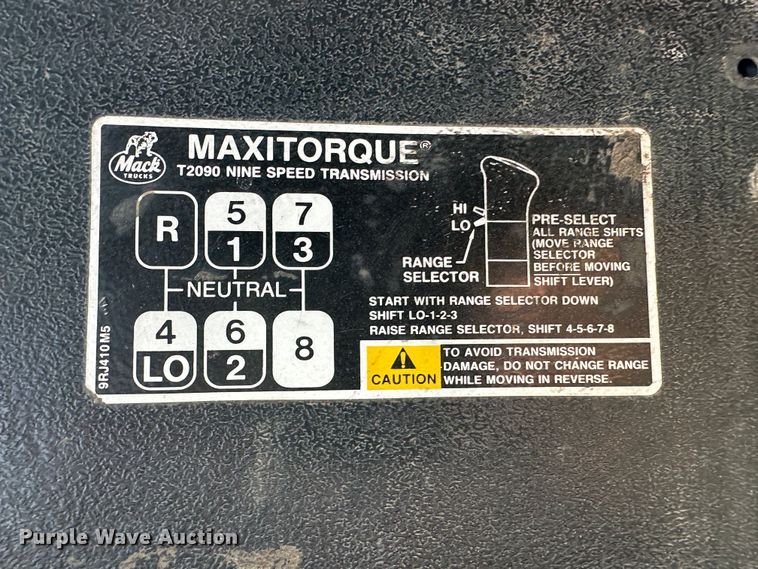 Mack
TRUCKS
MAXITORQUE®
T2090 NINE SPEED TRANSMISSION
R
5
1
7
3
NEUTRAL
4
LO
6
2
8
9RJ410M5
HI
LO
RANGE
SELECTOR
PRE-SELECT
ALL RANGE SHIFTS
(MOVE RANGE
SELECTOR
BEFORE MOVING
SHIFT LEVER)
START WITH RANGE SELECTOR DOWN
SHIFT LO-1-2-3
RAISE RANGE SELECTOR, SHIFT 4-5-6-7-8
CAUTION
TO AVOID TRANSMISSION
DAMAGE, DO NOT CHANGE RANGE
WHILE MOVING IN REVERSE.
Purple Wave Auction